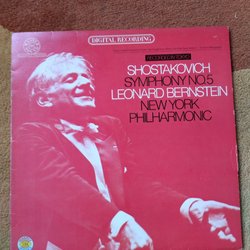 DIGITAL RECORDING
SHOSTAKOVICH
SYMPHONY NO.5
LEONARD BERNSTEIN
NEW YORK
PHILHARMONIC